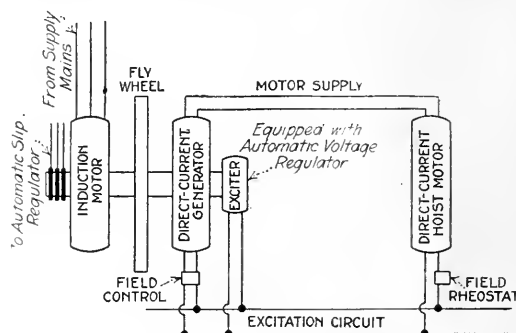 From Supply
Mains
FLY
WHEEL
MOTOR SUPPLY
o Automatic Slip.
Regulator
INDUCTION
MOTOR
DIRECT-CURRENT
GENERATOR
EXCITER
Equipped with
Automatic Voltage
Regulator
DIRECT-CURRENT
HOIST MOTOR
FIELD
CONTROL
FIELD
RHEOSTAT
EXCITATION CIRCUIT